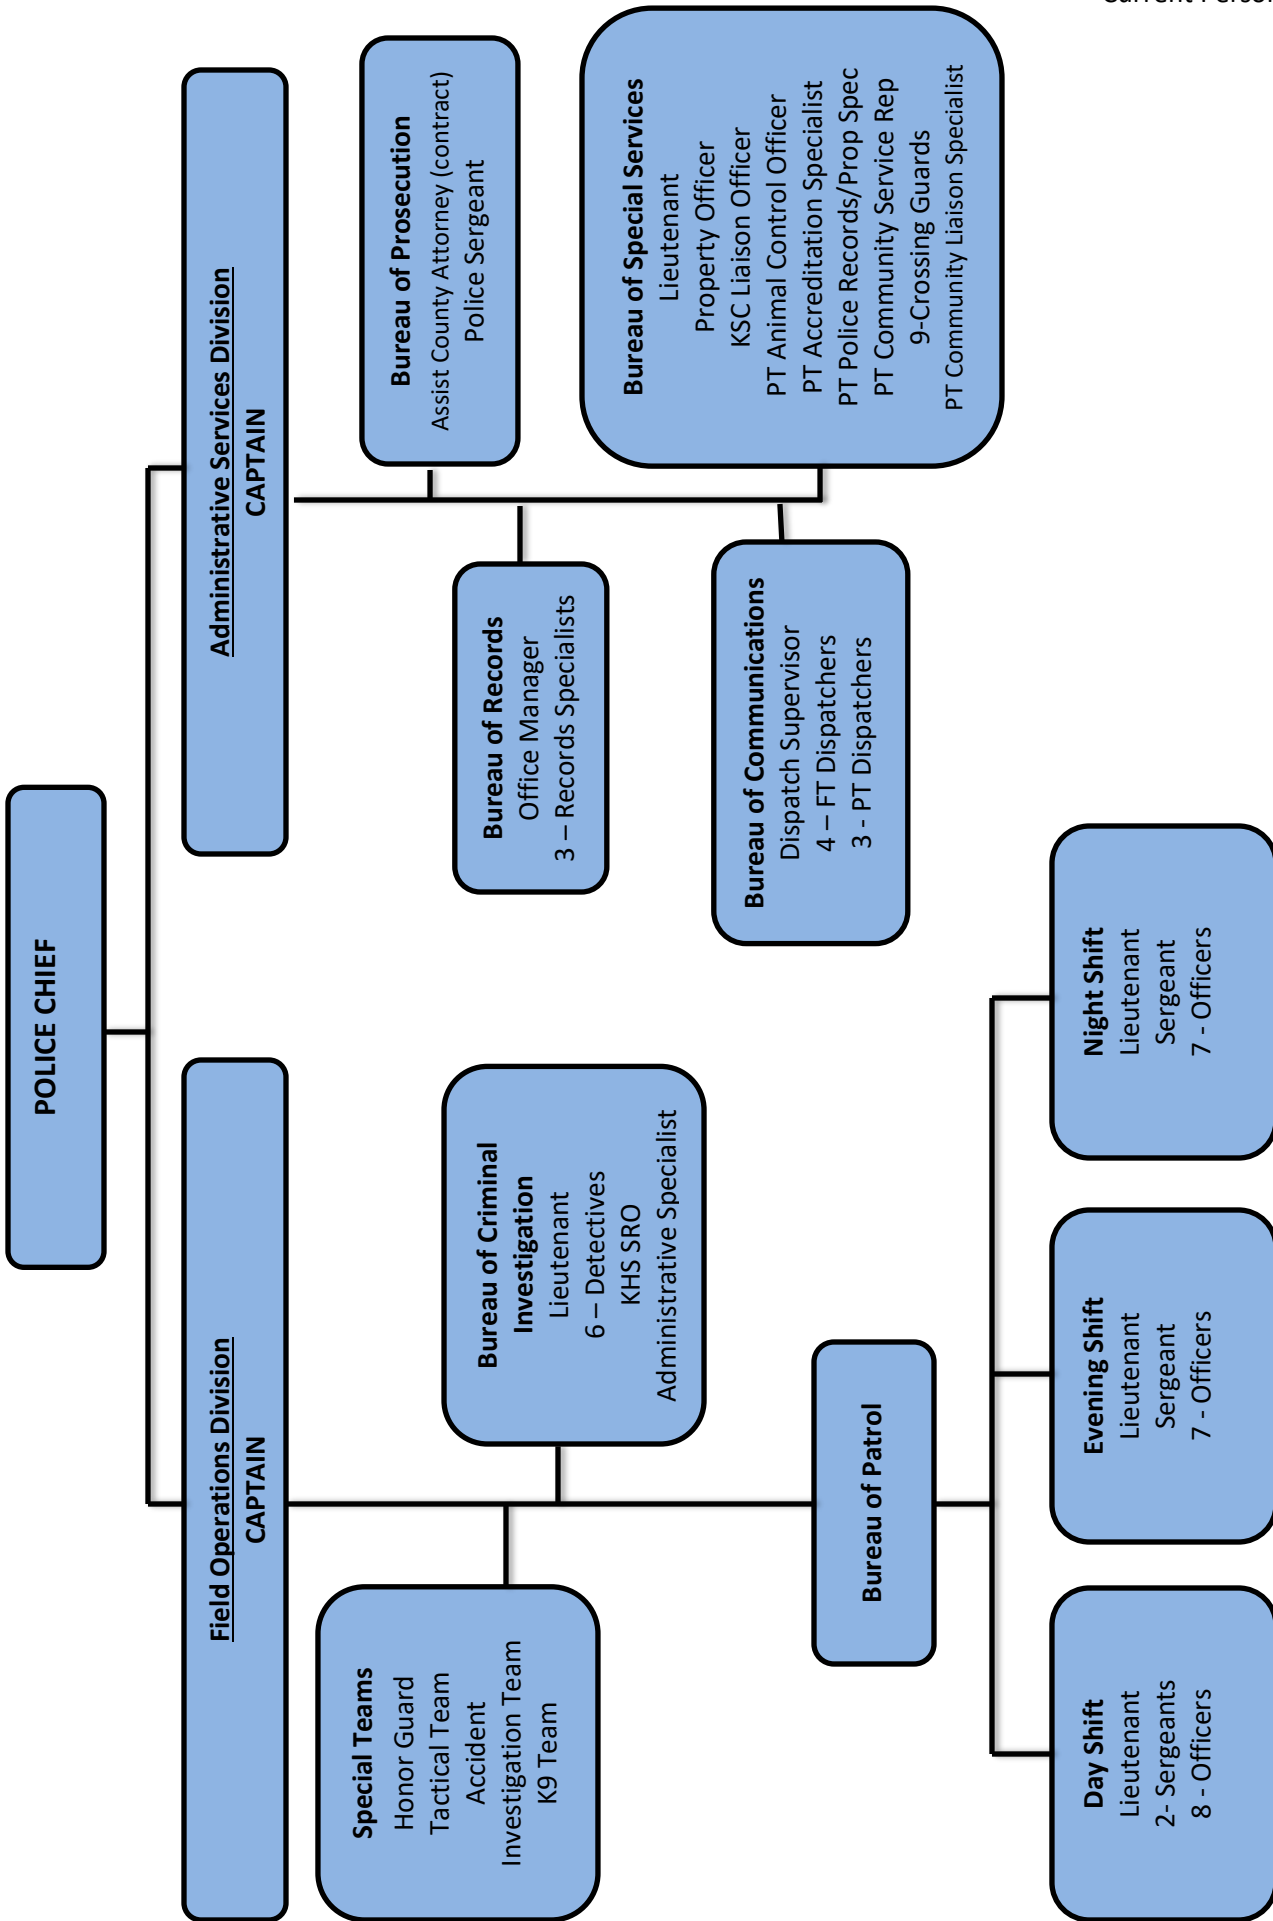 Current Person
POLICE CHIEF
Field Operations Division
CAPTAIN
Administrative Services Division
CAPTAIN
Special Teams
Honor Guard
Tactical Team
Accident
Investigation Team
K9 Team
Bureau of Criminal
Investigation
Lieutenant
6 – Detectives
KHS SRO
Administrative Specialist
Bureau of Records
Office Manager
3 – Records Specialists
Bureau of Prosecution
Assist County Attorney (contract)
Police Sergeant
Bureau of Communications
Dispatch Supervisor
4 – FT Dispatchers
3 - PT Dispatchers
Bureau of Special Services
Lieutenant
Property Officer
KSC Liaison Officer
PT Animal Control Officer
PT Accreditation Specialist
PT Police Records/Prop Spec
PT Community Service Rep
9-Crossing Guards
PT Community Liaison Specialist
Bureau of Patrol
Day Shift
Lieutenant
2- Sergeants
8 - Officers
Evening Shift
Lieutenant
Sergeant
7 - Officers
Night Shift
Lieutenant
Sergeant
7 - Officers